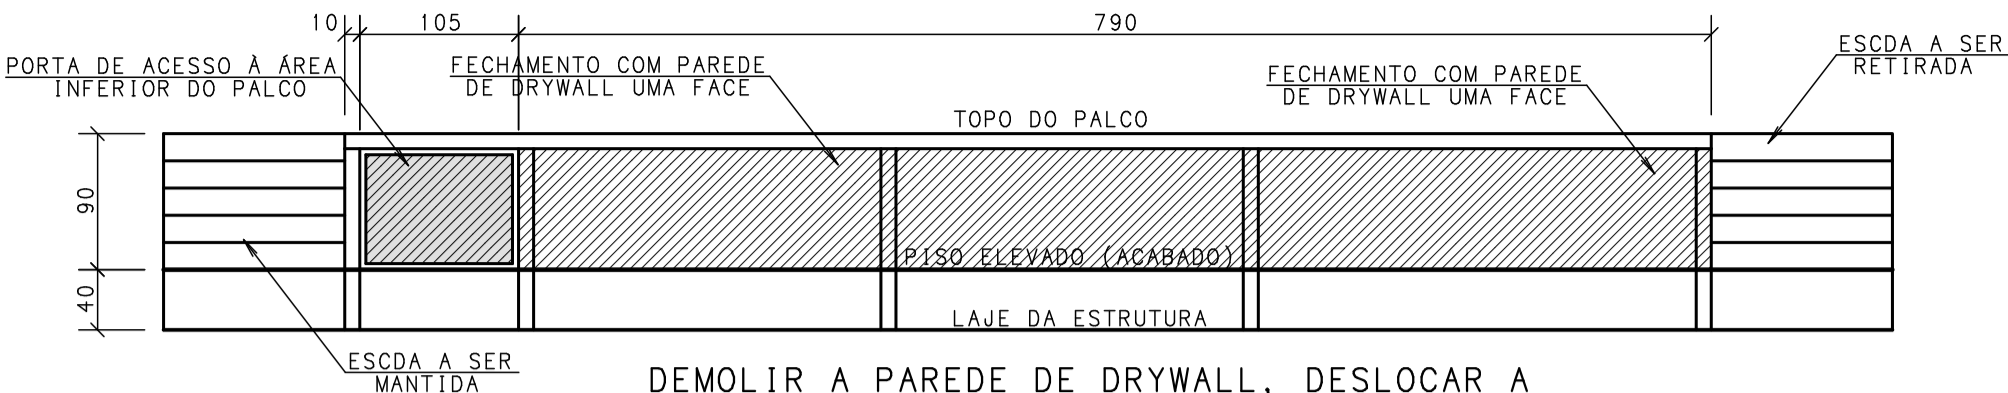 10
105
790
PORTA DE ACESSO À ÁREA
INFERIOR DO PALCO
FECHAMENTO COM PAREDE
DE DRYWALL UMA FACE
FECHAMENTO COM PAREDE
DE DRYWALL UMA FACE
ESCDA A SER
RETIRADA
TOPO DO PALCO
90
PISO ELEVADO (ACABADO)
40
LAJE DA ESTRUTURA
ESCDA A SER
MANTIDA
DEMOLIR A PAREDE DE DRYWALL, DESLOCAR A